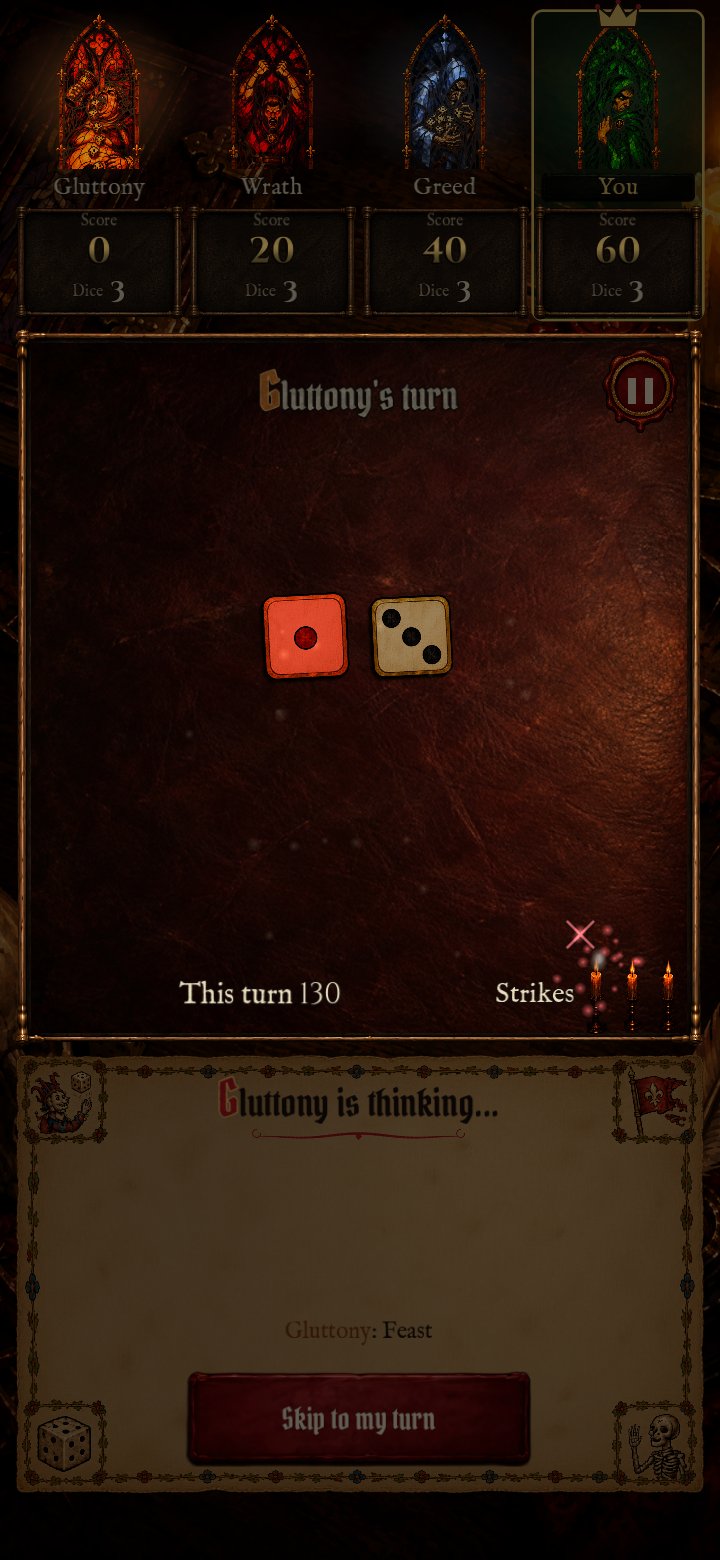 Gluttony
Wrath
Greed
You
Score
0
Dice 3
Score
20
Dice 3
Score
40
Dice 3
Score
60
Dice 3
Gluttony's turn
This turn 130
Strikes
Gluttony is thinking...
Gluttony: Feast
Skip to my turn